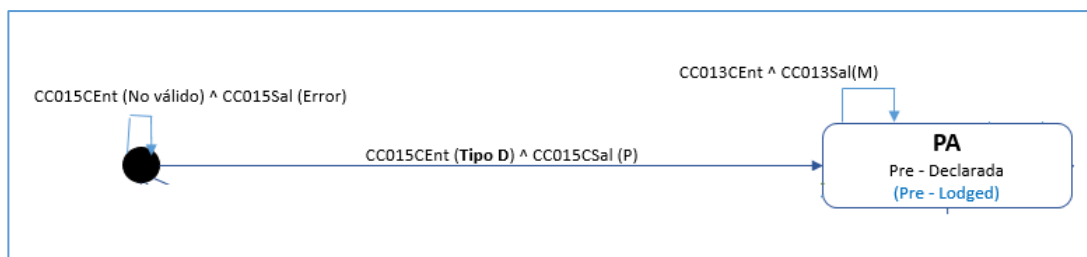 CC013CEnt ^ CC013Sal(M)
CC015CEnt (No válido) ^ CC015Sal (Error)
CC015CEnt (Tipo D) ^ CC015CSal (P)
PA
Pre - Declarada
(Pre - Lodged)